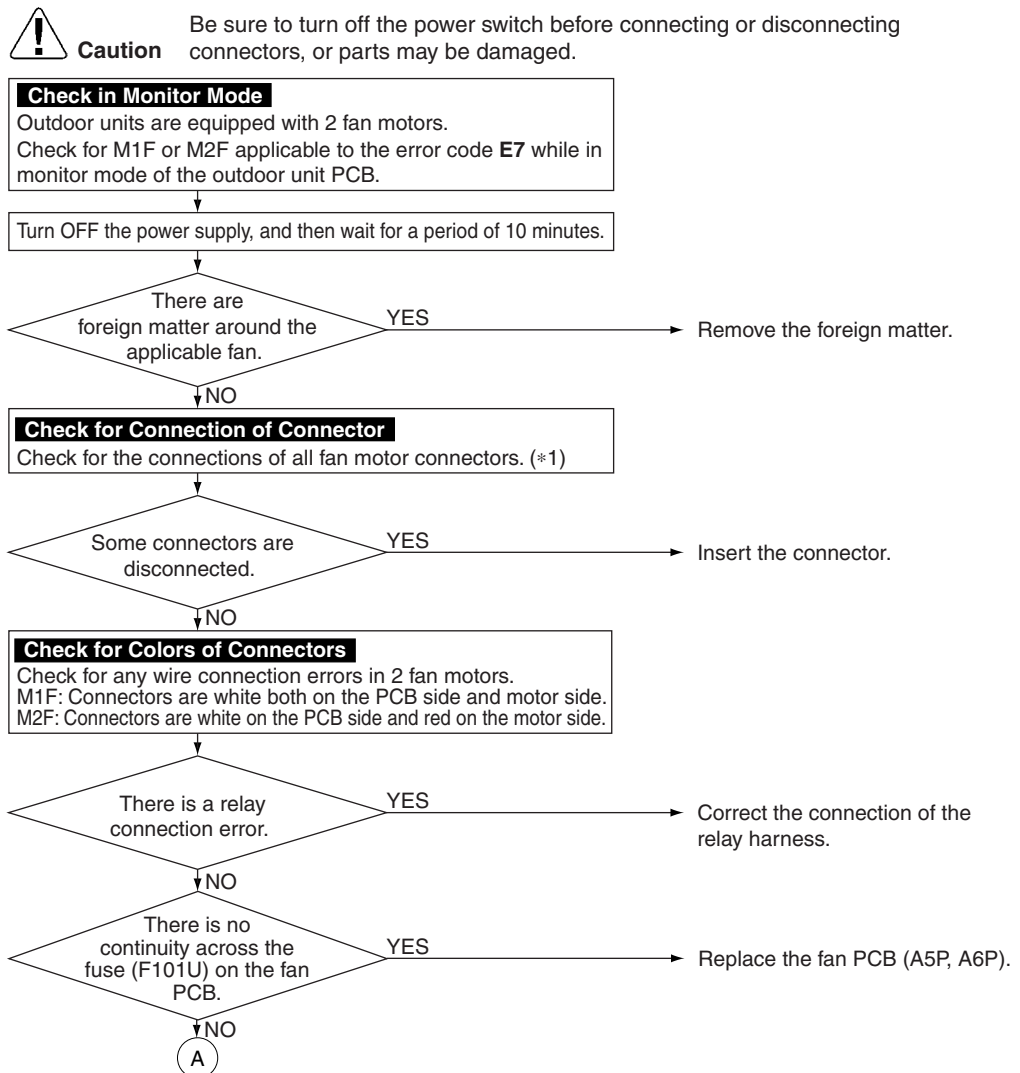 Be sure to turn off the power switch before connecting or disconnecting
Caution connectors, or parts may be damaged.
Check in Monitor Mode
Outdoor units are equipped with 2 fan motors.
Check for M1F or M2F applicable to the error code E7 while in
monitor mode of the outdoor unit PCB.
Turn OFF the power supply, and then wait for a period of 10 minutes.
There are
foreign matter around the
applicable fan.
YES
Remove the foreign matter.
NO
Check for Connection of Connector
Check for the connections of all fan motor connectors. (*1)
Some connectors are
disconnected.
YES
Insert the connector.
NO
Check for Colors of Connectors
Check for any wire connection errors in 2 fan motors.
M1F: Connectors are white both on the PCB side and motor side.
M2F: Connectors are white on the PCB side and red on the motor side.
There is a relay
connection error.
YES
Correct the connection of the
relay harness.
NO
There is no
continuity across the
fuse (F101U) on the fan
PCB.
YES
Replace the fan PCB (A5P, A6P).
NO
A